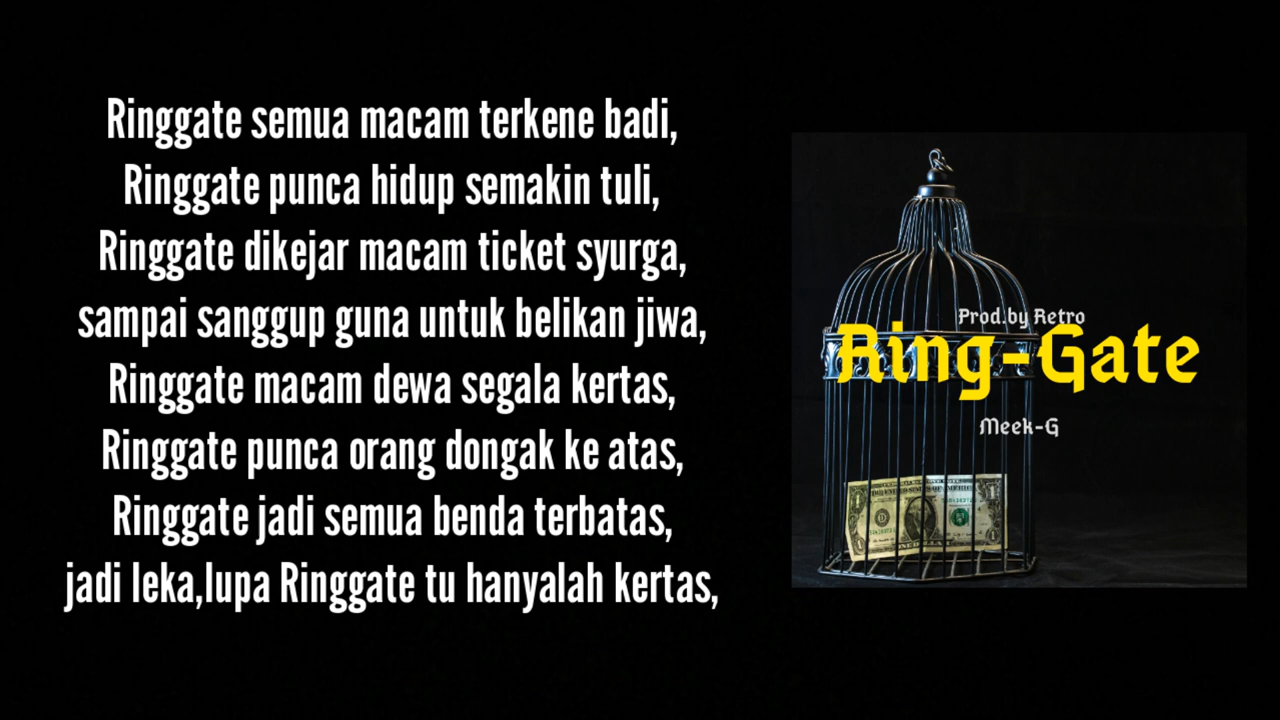 Ringgate semua macam terkene badi,
Ringgate punca hidup semakin tuli,
Ringgate dikejar macam ticket syurga,
sampai sanggup guna untuk belikan jiwa,
Ringgate macam dewa segala kertas,
Ringgate punca orang dongak ke atas,
Ringgate jadi semua benda terbatas,
jadi leka,lupa Ringgate tu hanyalah kertas,
Prod.by Retro
Ring-Gate
Meek-G